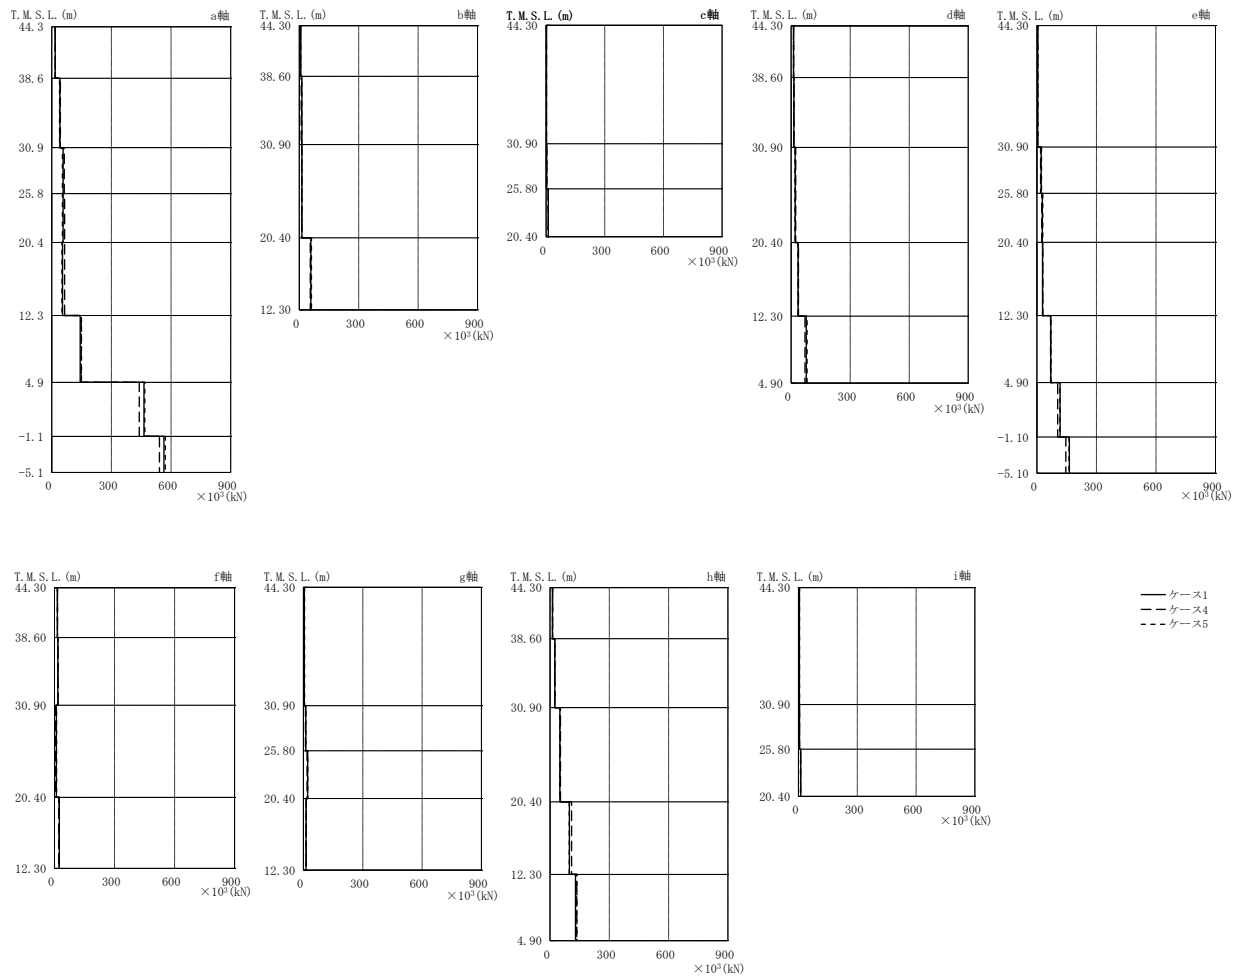 T.M.S.L.(m) a軸
44.3
38.6
30.9
25.8
20.4
12.3
4.9
-1.1
-5.1
0 300 600 900
×10³(kN)
T.M.S.L.(m) b軸
44.30
38.60
30.90
20.40
12.30
0 300 600 900
×10³(kN)
T.M.S.L.(m) c軸
44.30
30.90
25.80
20.40
0 300 600 900
×10³(kN)
T.M.S.L.(m) d軸
44.30
38.60
30.90
20.40
12.30
4.90
0 300 600 900
×10³(kN)
T.M.S.L.(m) e軸
44.30
30.90
25.80
20.40
12.30
4.90
-1.10
-5.10
0 300 600 900
×10³(kN)
T.M.S.L.(m) f軸
44.30
38.60
30.90
20.40
12.30
0 300 600 900
×10³(kN)
T.M.S.L.(m) g軸
44.30
30.90
25.80
20.40
12.30
0 300 600 900
×10³(kN)
T.M.S.L.(m) h軸
44.30
38.60
30.90
20.40
12.30
4.90
0 300 600 900
×10³(kN)
T.M.S.L.(m) i軸
44.30
30.90
25.80
20.40
0 300 600 900
×10³(kN)
ケース1
ケース4
ケース5